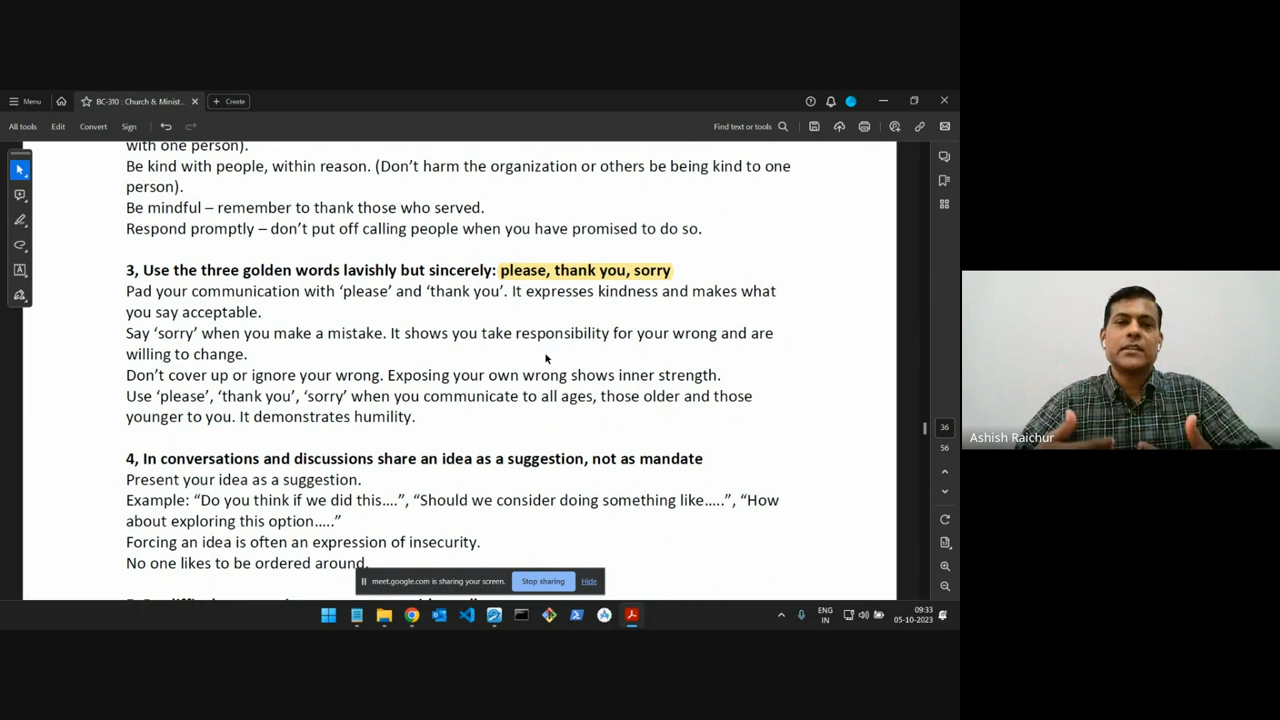 Menu
BC-310 : Church & Minist...
Create
All tools
Edit
Convert
Sign
Find text or tools
with one person).
Be kind with people, within reason. (Don’t harm the organization or others be being kind to one
person).
Be mindful – remember to thank those who served.
Respond promptly – don’t put off calling people when you have promised to do so.
3, Use the three golden words lavishly but sincerely: please, thank you, sorry
Pad your communication with ‘please’ and ‘thank you’. It expresses kindness and makes what
you say acceptable.
Say ‘sorry’ when you make a mistake. It shows you take responsibility for your wrong and are
willing to change.
Don’t cover up or ignore your wrong. Exposing your own wrong shows inner strength.
Use ‘please’, ‘thank you’, ‘sorry’ when you communicate to all ages, those older and those
younger to you. It demonstrates humility.
4, In conversations and discussions share an idea as a suggestion, not as mandate
Present your idea as a suggestion.
Example: “Do you think if we did this....”, “Should we consider doing something like.....”, “How
about exploring this option.....”
Forcing an idea is often an expression of insecurity.
No one likes to be ordered around.
meet.google.com is sharing your screen.
Stop sharing
Hide
36
56
Ashish Raichur
ENG
IN
09:33
05-10-2023